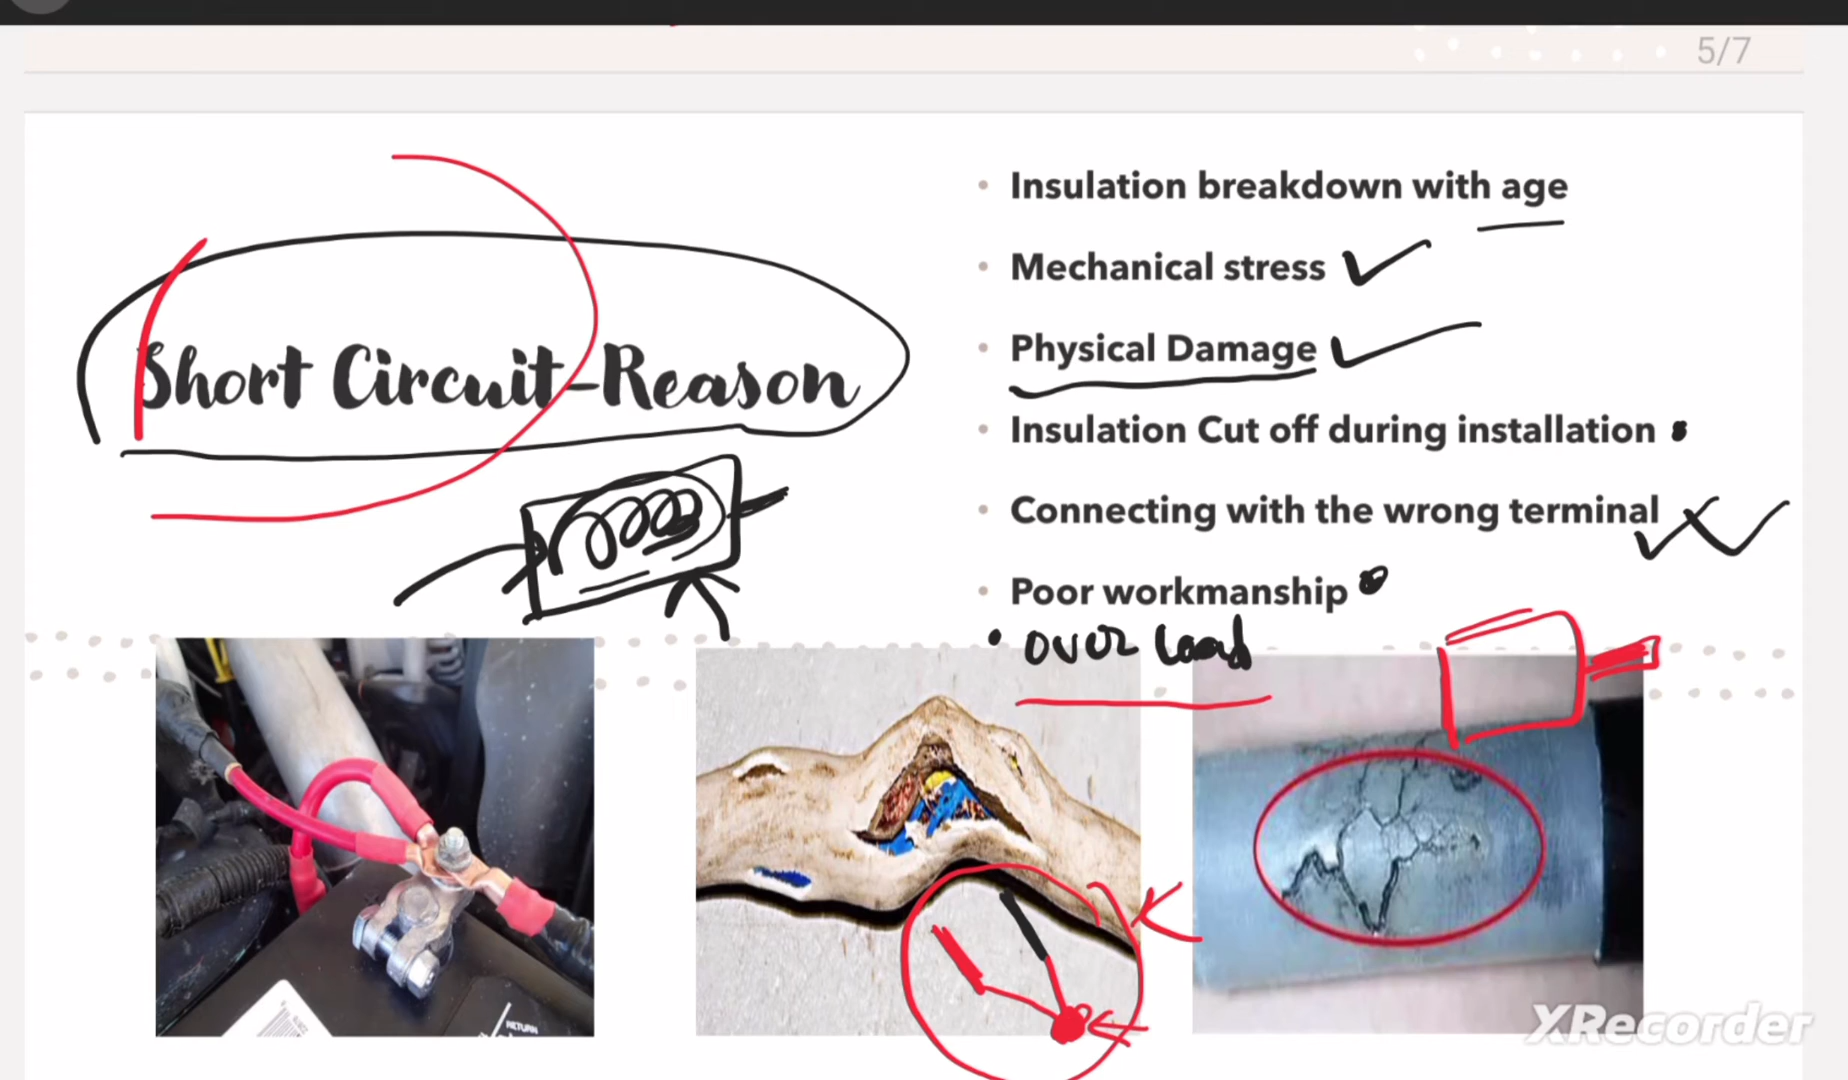 5/7
Short Circuit-Reason
• Insulation breakdown with age
• Mechanical stress
• Physical Damage
• Insulation Cut off during installation
• Connecting with the wrong terminal
• Poor workmanship
• over load
RETURN
XRecorder